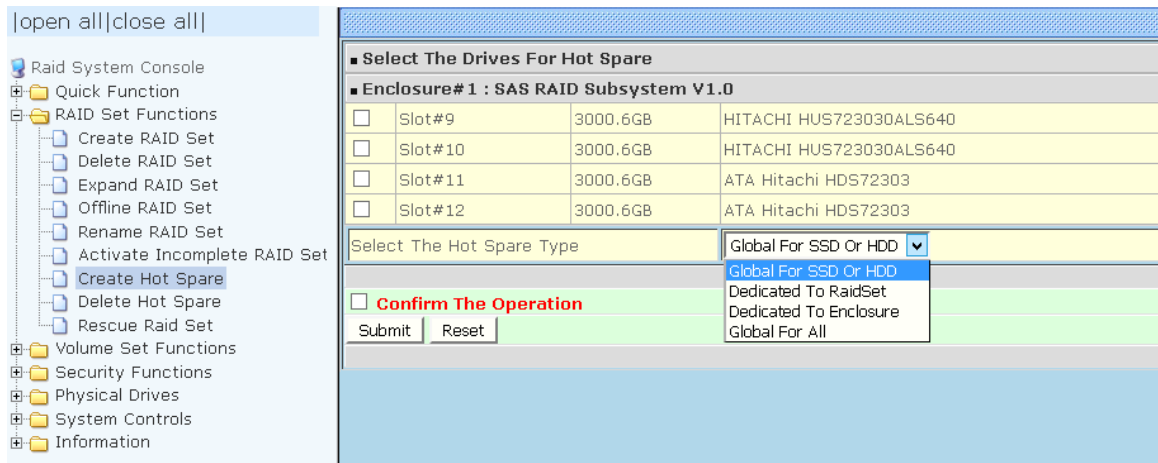 |open all|close all|
Raid System Console
Quick Function
RAID Set Functions
Create RAID Set
Delete RAID Set
Expand RAID Set
Offline RAID Set
Rename RAID Set
Activate Incomplete RAID Set
Create Hot Spare
Delete Hot Spare
Rescue Raid Set
Volume Set Functions
Security Functions
Physical Drives
System Controls
Information
Select The Drives For Hot Spare
Enclosure#1 : SAS RAID Subsystem V1.0
Slot#9 3000.6GB HITACHI HUS723030ALS640
Slot#10 3000.6GB HITACHI HUS723030ALS640
Slot#11 3000.6GB ATA Hitachi HDS72303
Slot#12 3000.6GB ATA Hitachi HDS72303
Select The Hot Spare Type Global For SSD Or HDD
Global For SSD Or HDD
Dedicated To RaidSet
Dedicated To Enclosure
Global For All
Confirm The Operation
Submit Reset